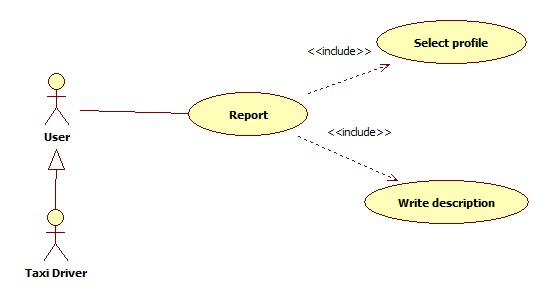 Select profile
<<include>>
Report
<<include>>
User
Write description
Taxi Driver